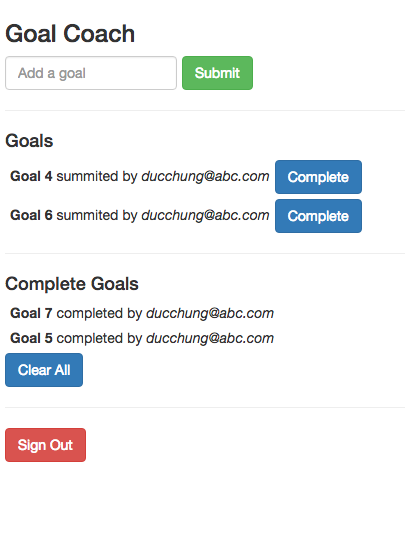 Goal Coach
Add a goal Submit
Goals
Goal 4 summited by ducchung@abc.com Complete
Goal 6 summited by ducchung@abc.com Complete
Complete Goals
Goal 7 completed by ducchung@abc.com
Goal 5 completed by ducchung@abc.com
Clear All
Sign Out